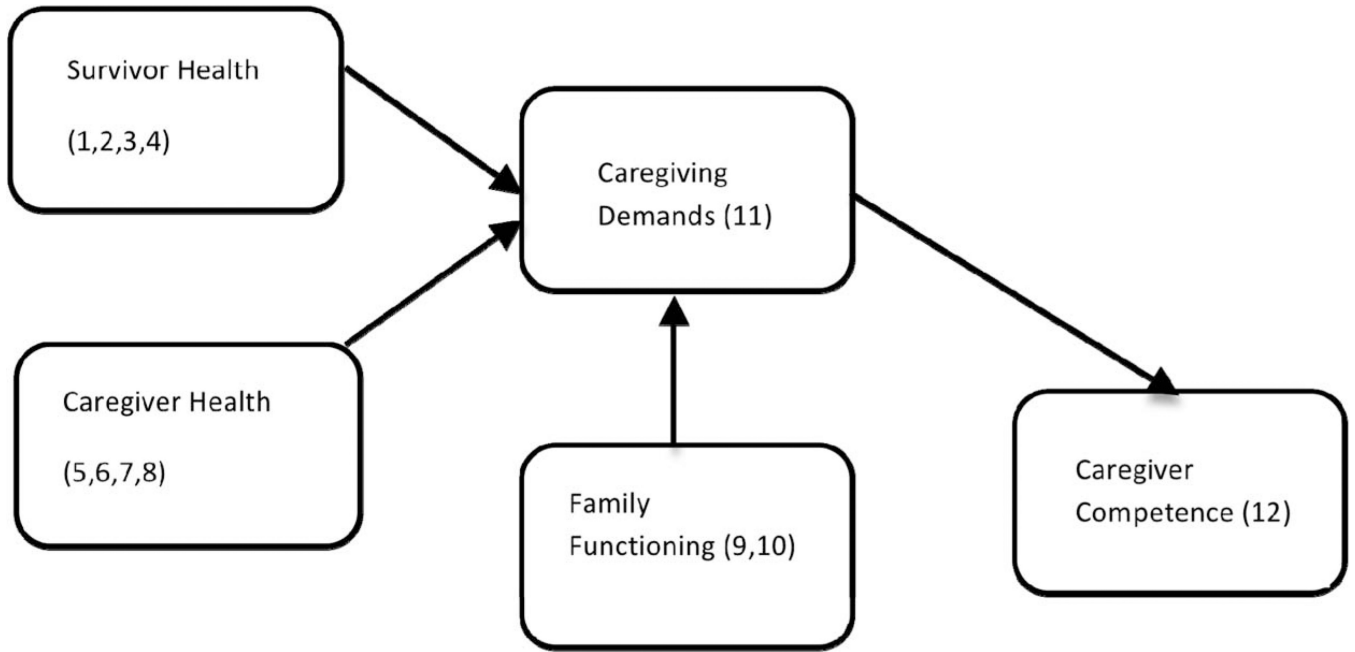 Survivor Health
(1,2,3,4)
Caregiving
Demands (11)
Caregiver Health
(5,6,7,8)
Family
Functioning (9,10)
Caregiver
Competence (12)